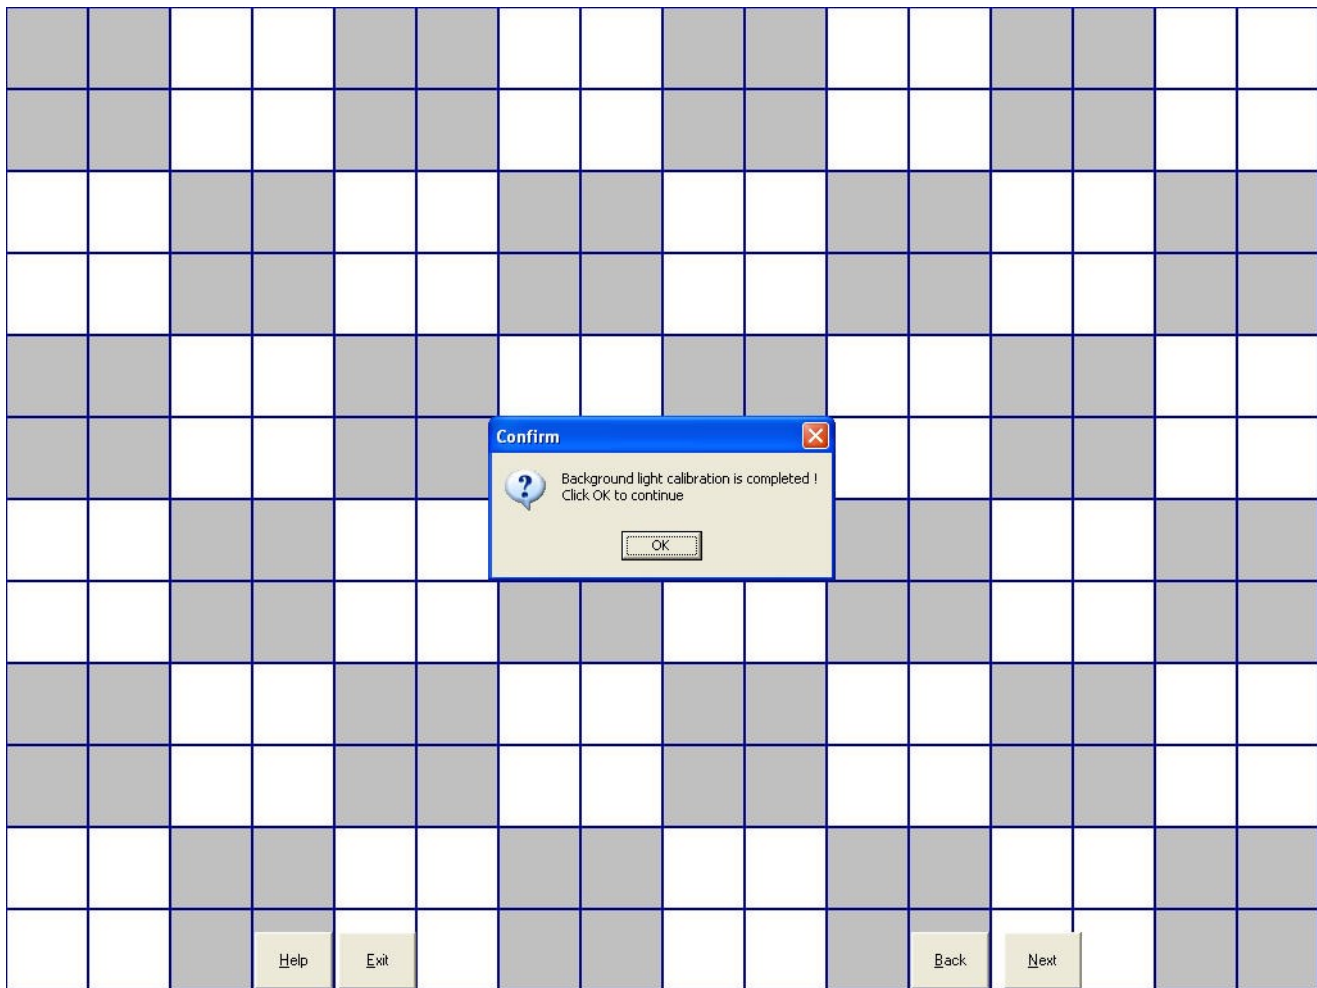 Confirm
Background light calibration is completed !
Click OK to continue
OK
Help
Exit
Back
Next